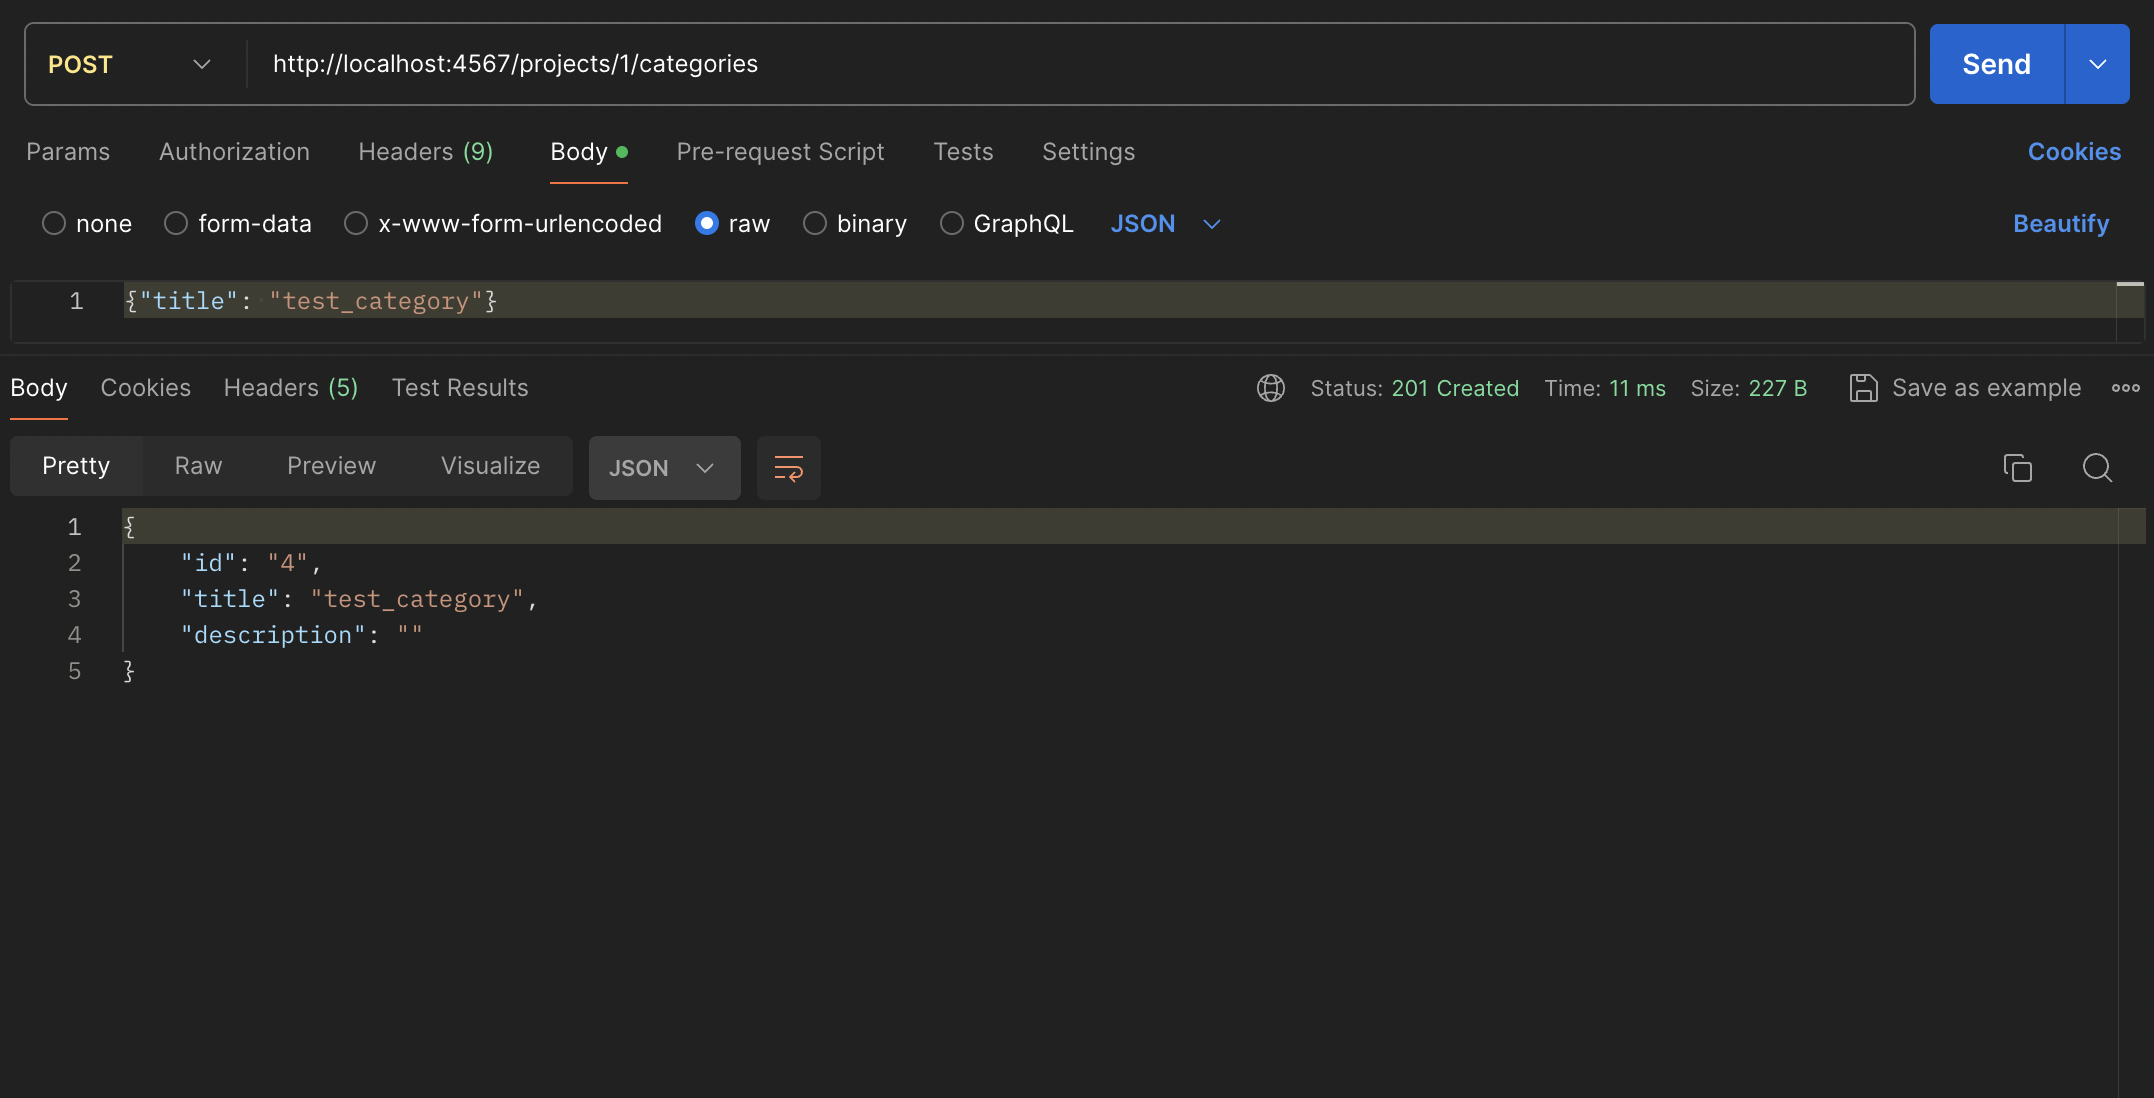 POST http://localhost:4567/projects/1/categories Send
Params Authorization Headers (9) Body Pre-request Script Tests Settings Cookies
none form-data x-www-form-urlencoded raw binary GraphQL JSON Beautify
1 {"title": "test_category"}
Body Cookies Headers (5) Test Results Status: 201 Created Time: 11 ms Size: 227 B Save as example
Pretty Raw Preview Visualize JSON
1 {
2 "id": "4",
3 "title": "test_category",
4 "description": ""
5 }